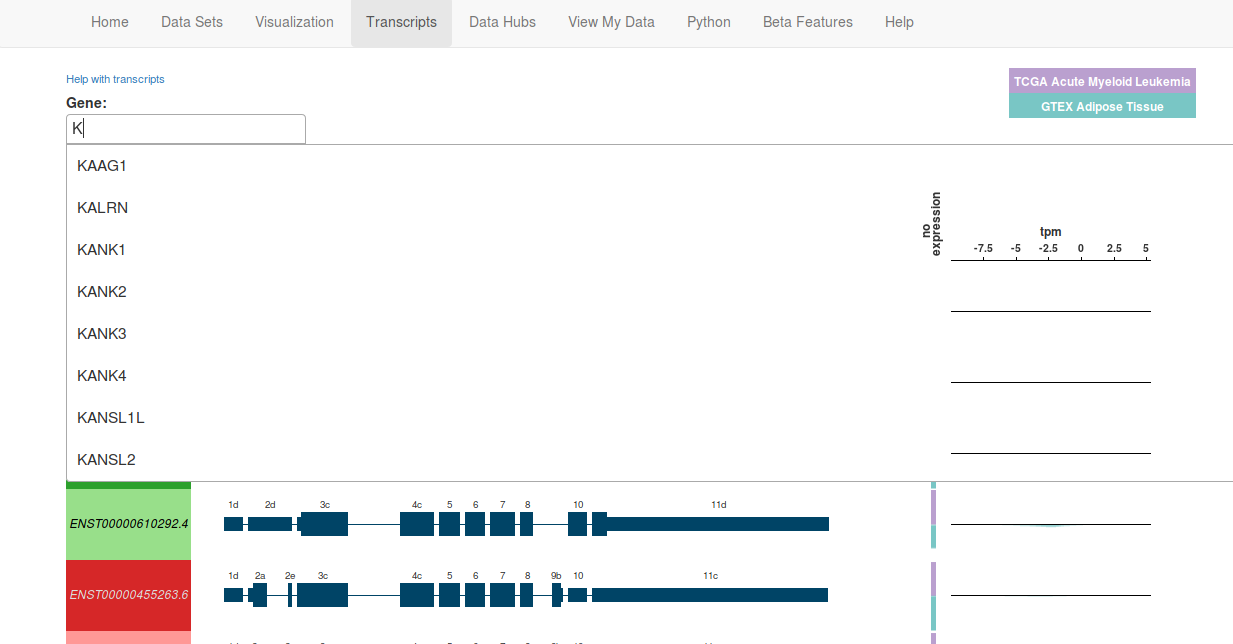 Home Data Sets Visualization Transcripts Data Hubs View My Data Python Beta Features Help
Help with transcripts
TCGA Acute Myeloid Leukemia
GTEX Adipose Tissue
Gene:
K
KAAG1
KALRN
KANK1
KANK2
KANK3
KANK4
KANSL1L
KANSL2
no
expression
tpm
-7.5 -5 -2.5 0 2.5 5
1d 2d 3c 4c 5 6 7 8 10 11d
ENST00000610292.4
1d 2a 2e 3c 4c 5 6 7 8 9b 10 11c
ENST00000455263.6